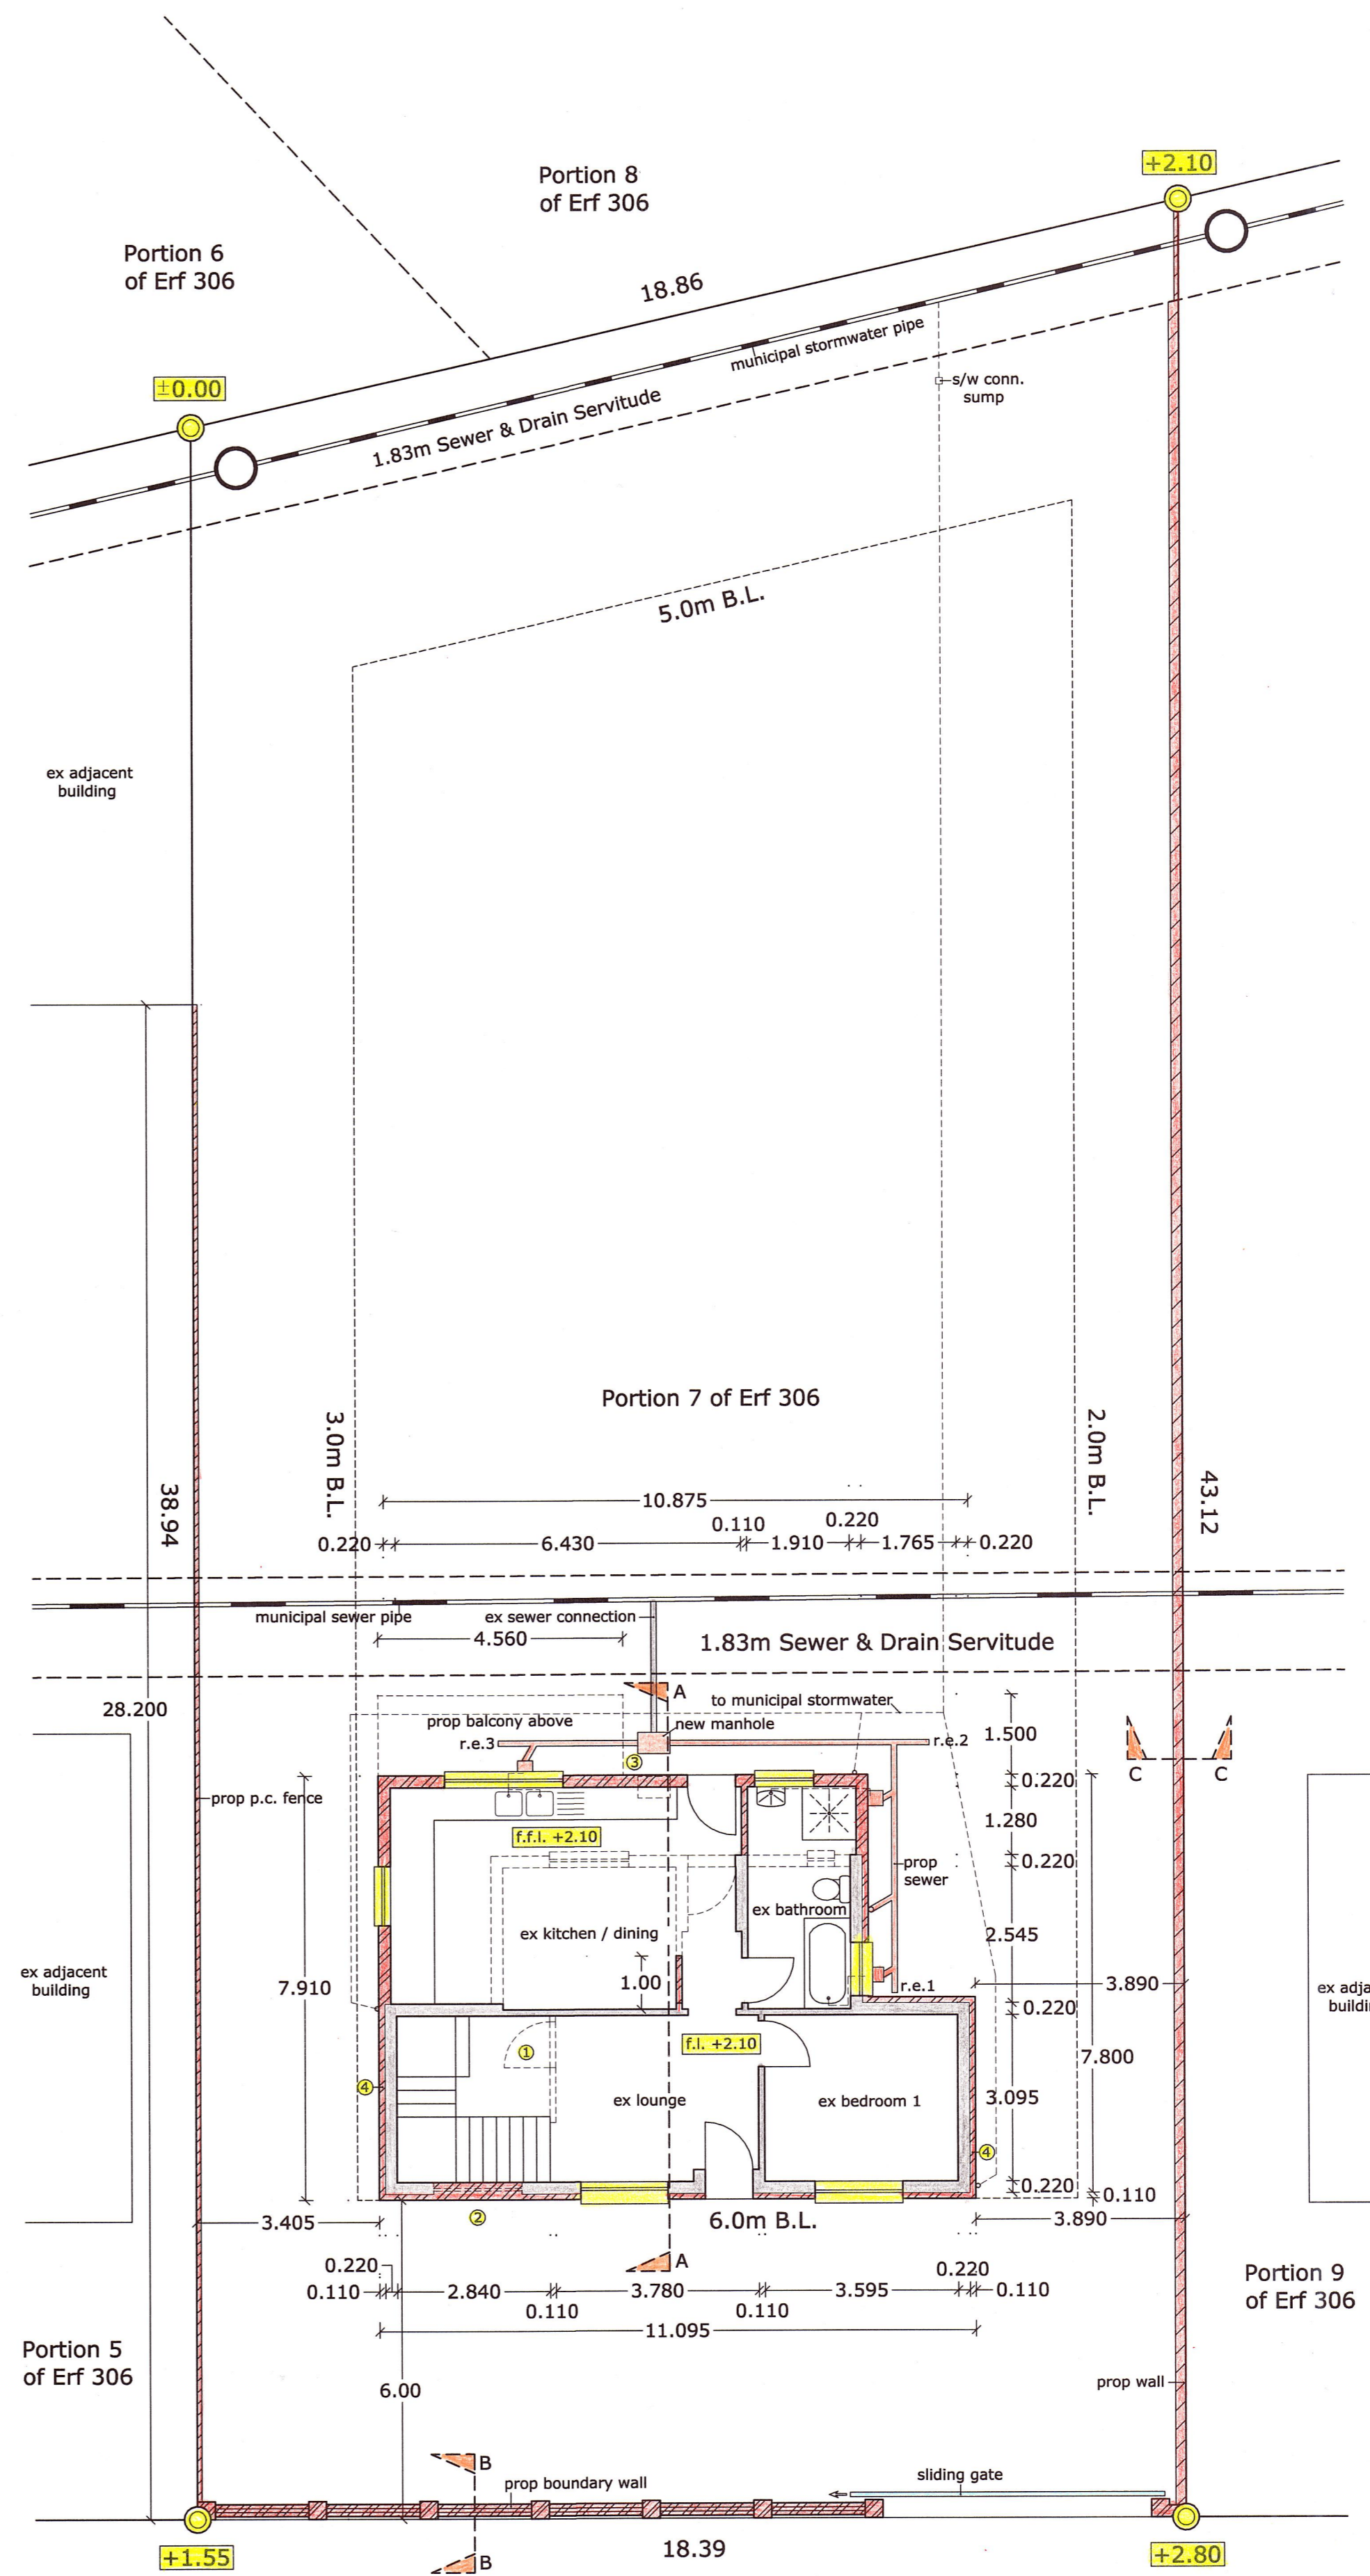 +2.10
Portion 8
of Erf 306
Portion 6
of Erf 306
18.86
municipal stormwater pipe
±0.00
s/w conn.
sump
1.83m Sewer & Drain Servitude
5.0m B.L.
ex adjacent
building
Portion 7 of Erf 306
3.0m B.L.
2.0m B.L.
38.94
43.12
10.875
0.110
0.220
0.220
6.430
1.910
1.765
0.220
municipal sewer pipe
ex sewer connection
4.560
1.83m Sewer & Drain Servitude
28.200
A
to municipal stormwater
prop balcony above
new manhole
r.e.3
r.e.2
1.500
3
C
C
0.220
prop p.c. fence
1.280
f.f.l. +2.10
0.220
prop
sewer
ex bathroom
ex kitchen / dining
2.545
ex adjacent
building
7.910
1.00
r.e.1
3.890
ex adja
buildi
0.220
f.l. +2.10
1
7.800
4
ex lounge
ex bedroom 1
3.095
4
0.220
0.110
2
3.405
6.0m B.L.
3.890
A
0.220
0.220
0.110
2.840
3.780
3.595
0.110
0.110
0.110
11.095
Portion 9
of Erf 306
Portion 5
of Erf 306
6.00
prop wall
B
prop boundary wall
sliding gate
18.39
+1.55
B
+2.80